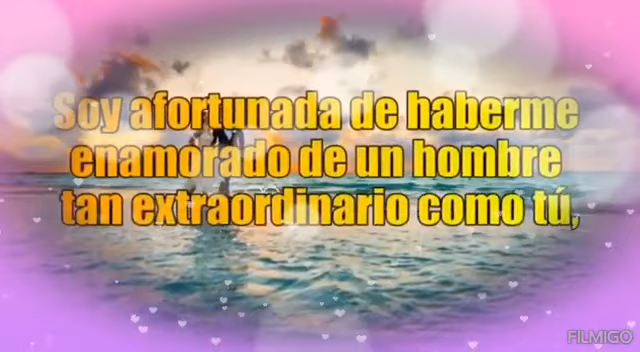 Soy afortunada de haberme
enamorado de un hombre
tan extraordinario como tú,
FILMIGO